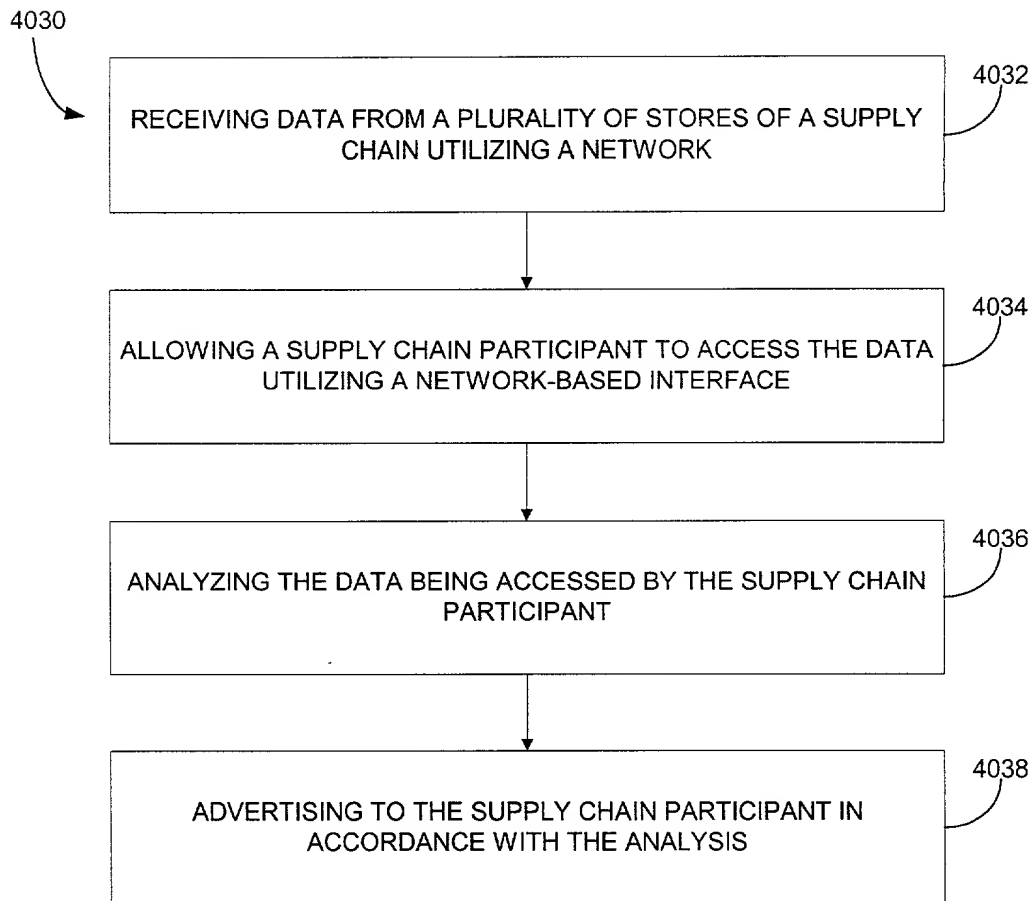 4030
4032
RECEIVING DATA FROM A PLURALITY OF STORES OF A SUPPLY
CHAIN UTILIZING A NETWORK
4034
ALLOWING A SUPPLY CHAIN PARTICIPANT TO ACCESS THE DATA
UTILIZING A NETWORK-BASED INTERFACE
4036
ANALYZING THE DATA BEING ACCESSED BY THE SUPPLY CHAIN
PARTICIPANT
4038
ADVERTISING TO THE SUPPLY CHAIN PARTICIPANT IN
ACCORDANCE WITH THE ANALYSIS